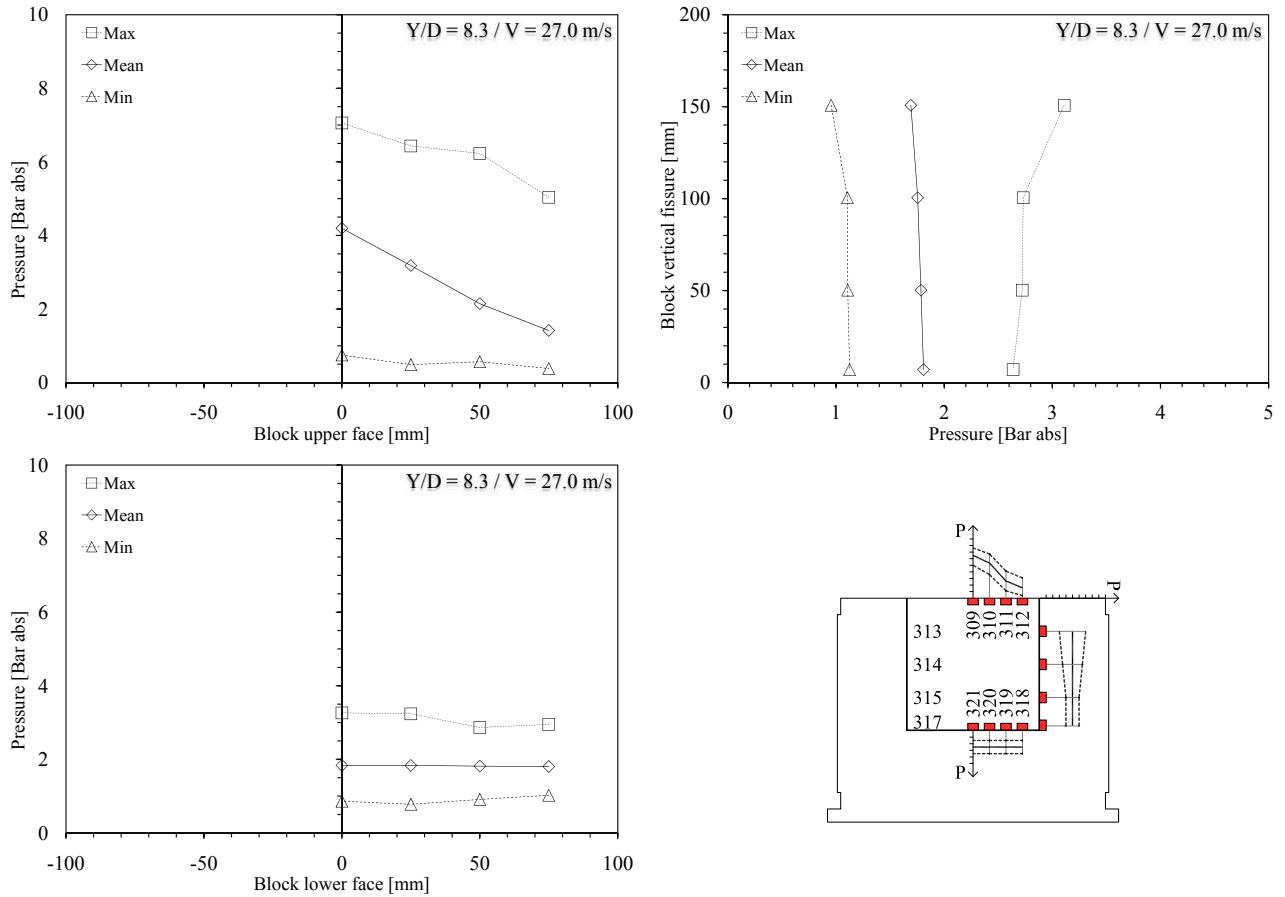 Y/D = 8.3 / V = 27.0 m/s
Max
Mean
Min
10
8
6
4
2
0
Pressure [Bar abs]
-100 -50 0 50 100
Block upper face [mm]
Y/D = 8.3 / V = 27.0 m/s
Max
Mean
Min
200
150
100
50
0
Block vertical fissure [mm]
0 1 2 3 4 5
Pressure [Bar abs]
Y/D = 8.3 / V = 27.0 m/s
Max
Mean
Min
10
8
6
4
2
0
Pressure [Bar abs]
-100 -50 0 50 100
Block lower face [mm]
P
P
309 310 311 312
313
314
315
317
321 320 319 318
P